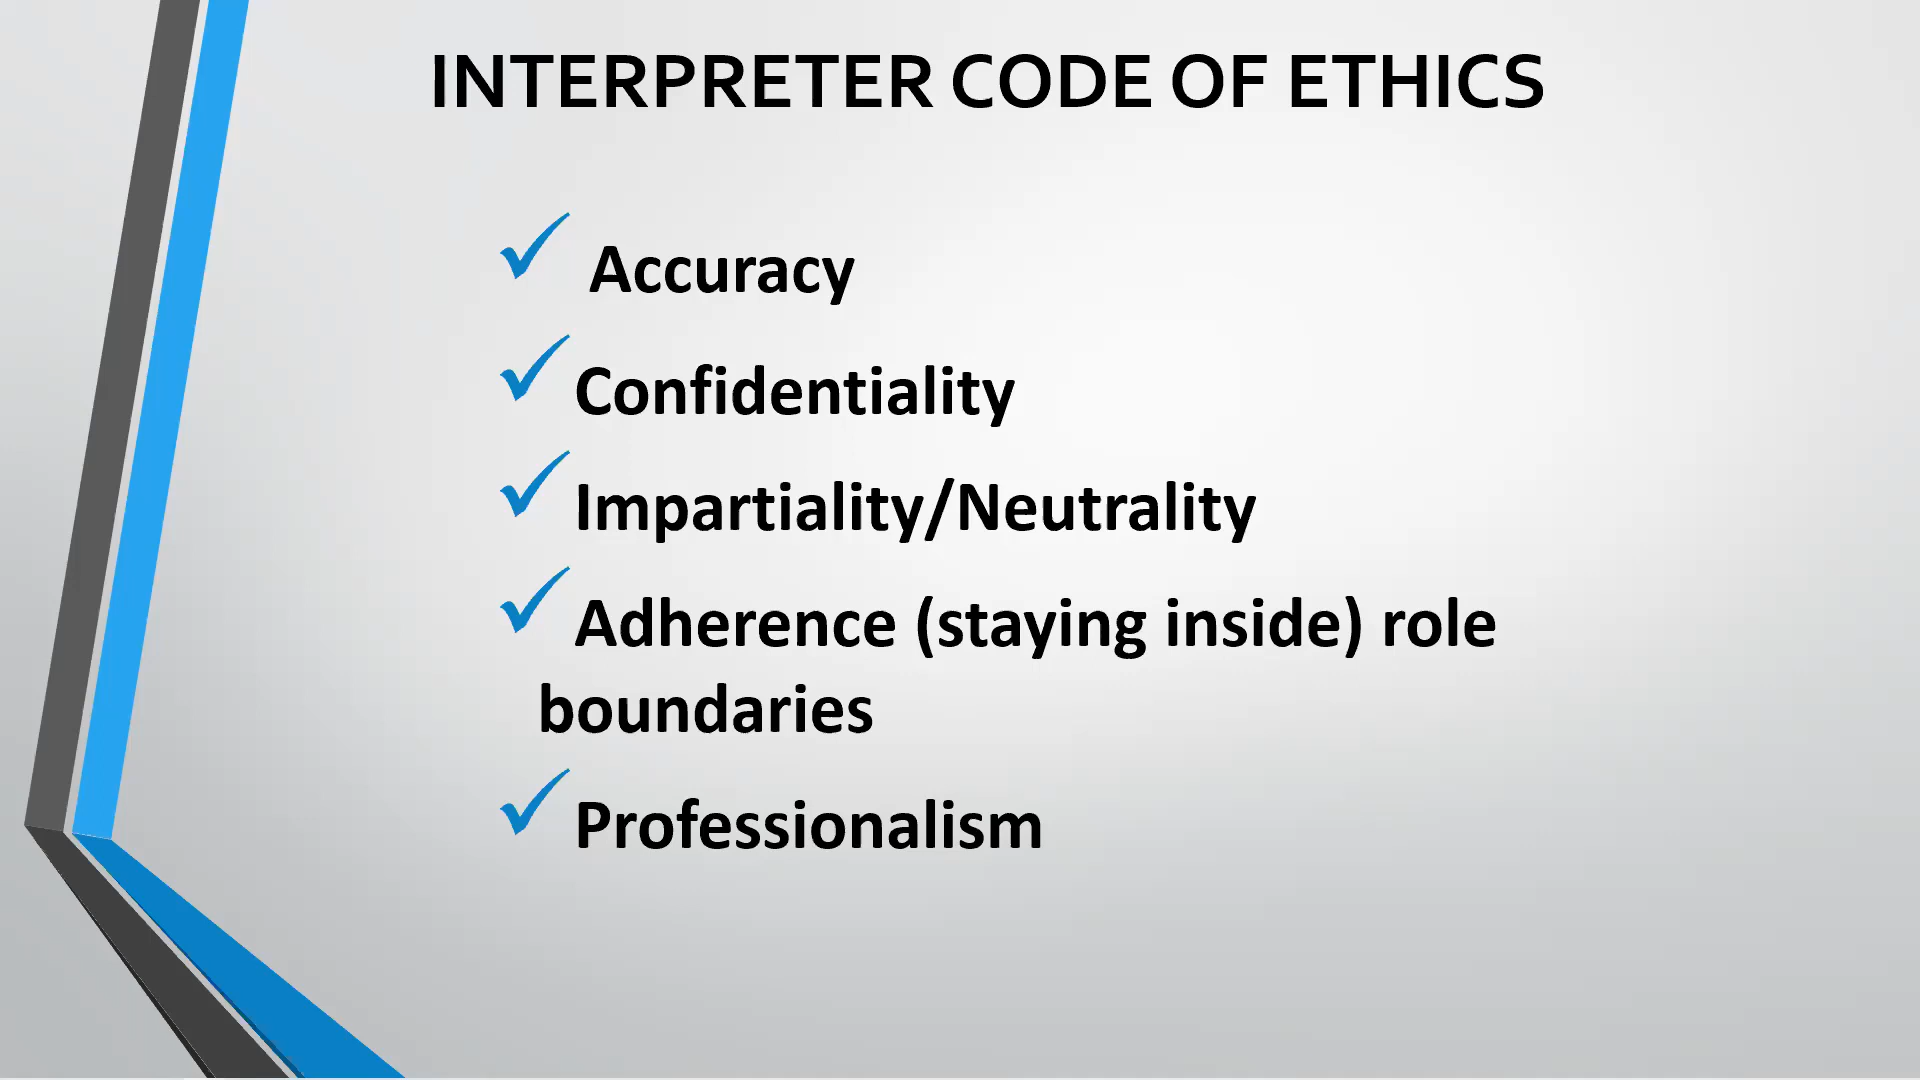 INTERPRETER CODE OF ETHICS
✓ Accuracy
✓ Confidentiality
✓ Impartiality/Neutrality
✓ Adherence (staying inside) role
boundaries
✓ Professionalism